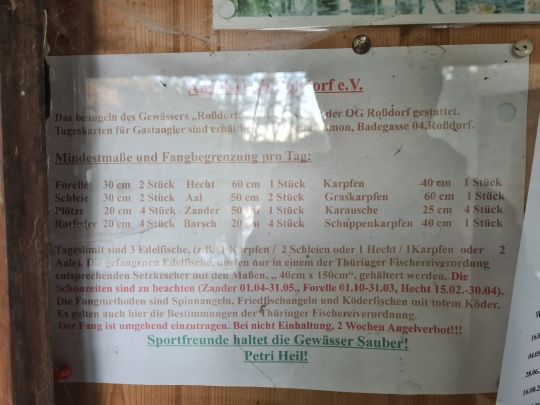 dorf e.V.
Das beangeln des Gewässers „Roßdorf der OG Roßdorf gestattet.
Tageskarten für Gastangler sind Amon, Badegasse 04,Roßdorf.
Mindestmaße und Fangbegrenzung pro Tag:
Forelle 30 cm 2 Stück Hecht 60 cm 1 Stück Karpfen 40 cm 1 Stück
Schleie 30 cm 2 Stück Aal 50 cm 2 Stück Graskarpfen 60 cm 1 Stück
Plötze 20 cm 4 Stück Zander 50 cm 1 Stück Karausche 25 cm 4 Stück
Rotfeder 20 cm 4 Stück Barsch 20 cm 4 Stück Schuppenkarpfen 40 cm 1 Stück
Tageslimit sind 3 Edelfische, (z B. 1 Karpfen / 2 Schleien oder 1 Hecht / 1Karpfen oder 2
Aale). Die gefangenen Edelfische, dürfen nur in einem der Thüringer Fischereiverordnung
entsprechenden Setzkescher mit den Maßen, „ 40cm x 150cm“, gehältert werden. Die
Schonzeiten sind zu beachten (Zander 01.04-31.05., Forelle 01.10-31.03, Hecht 15.02.-30.04).
Die Fangmethoden sind Spinnangeln, Friedfischangeln und Köderfischen mit totem Köder.
Es gelten auch hier die Bestimmungen der Thüringer Fischereiverordnung.
Der Fang ist umgehend einzutragen. Bei nicht Einhaltung, 2 Wochen Angelverbot!!!
Sportfreunde haltet die Gewässer Sauber!
Petri Heil!